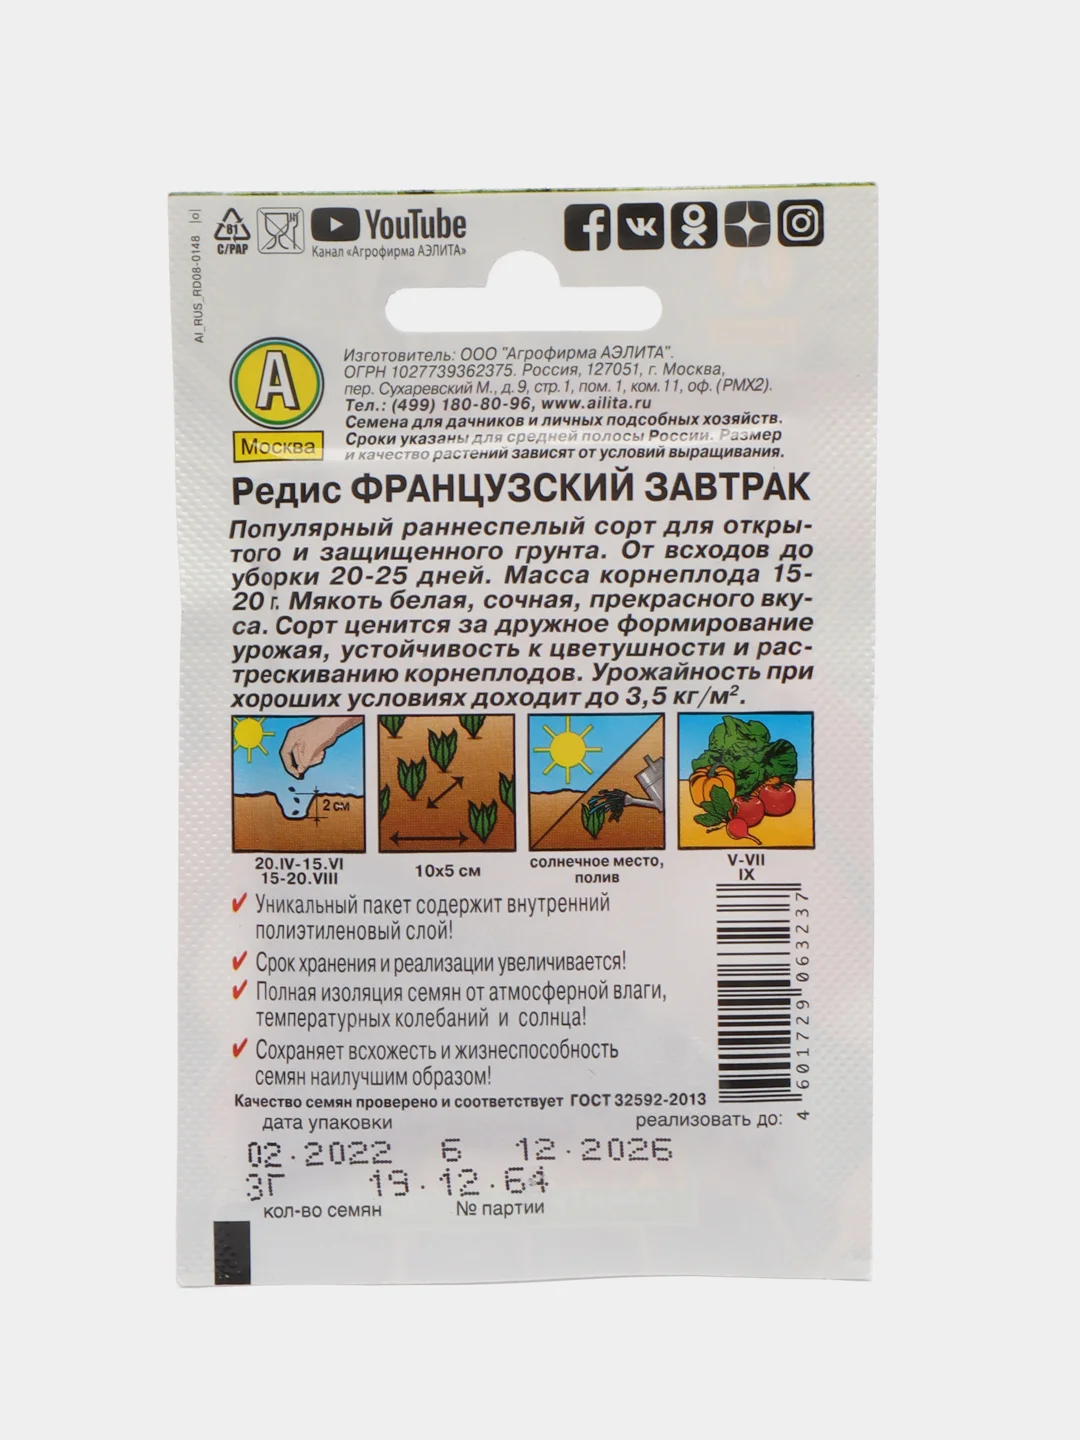 AI_RUS_RD08-0148 |o|
81
C/PAP
YouTube
Канал «Агрофирма АЭЛИТА»
А
Москва
Изготовитель: ООО "Агрофирма АЭЛИТА".
ОГРН 1027739362375. Россия, 127051, г. Москва,
пер. Сухаревский М., д. 9, стр. 1, пом. 1, ком. 11, оф. (РМХ2).
Тел.: (499) 180-80-96, www.ailita.ru
Семена для дачников и личных подсобных хозяйств.
Сроки указаны для средней полосы России. Размер
и качество растений зависят от условий выращивания.
Редис ФРАНЦУЗСКИЙ ЗАВТРАК
Популярный раннеспелый сорт для откры-
того и защищенного грунта. От всходов до
уборки 20-25 дней. Масса корнеплода 15-
20 г. Мякоть белая, сочная, прекрасного вку-
са. Сорт ценится за дружное формирование
урожая, устойчивость к цветушности и рас-
трескиванию корнеплодов. Урожайность при
хороших условиях доходит до 3,5 кг/м².
2 см
20.IV-15.VI
15-20.VIII
10х5 см
солнечное место,
полив
V-VII
IX
Уникальный пакет содержит внутренний
полиэтиленовый слой!
Срок хранения и реализации увеличивается!
Полная изоляция семян от атмосферной влаги,
температурных колебаний и солнца!
Сохраняет всхожесть и жизнеспособность
семян наилучшим образом!
4 601729 063237
Качество семян проверено и соответствует ГОСТ 32592-2013
дата упаковки реализовать до:
02.2022 6 12.2026
3Г 19.12.64
кол-во семян № партии